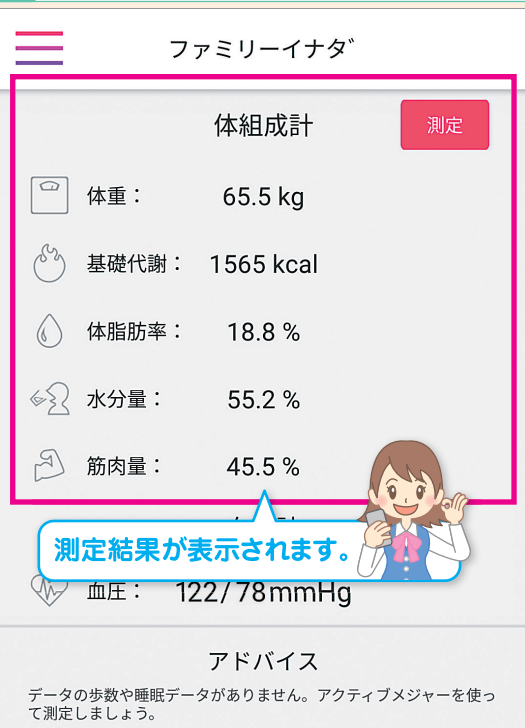 ファミリーイナダ
体組成計
測定
体重： 65.5 kg
基礎代謝： 1565 kcal
体脂肪率： 18.8 %
水分量： 55.2 %
筋肉量： 45.5 %
測定結果が表示されます。
血圧： 122/78mmHg
アドバイス
データの歩数や睡眠データがありません。アクティブメジャーを使っ
て測定しましょう。